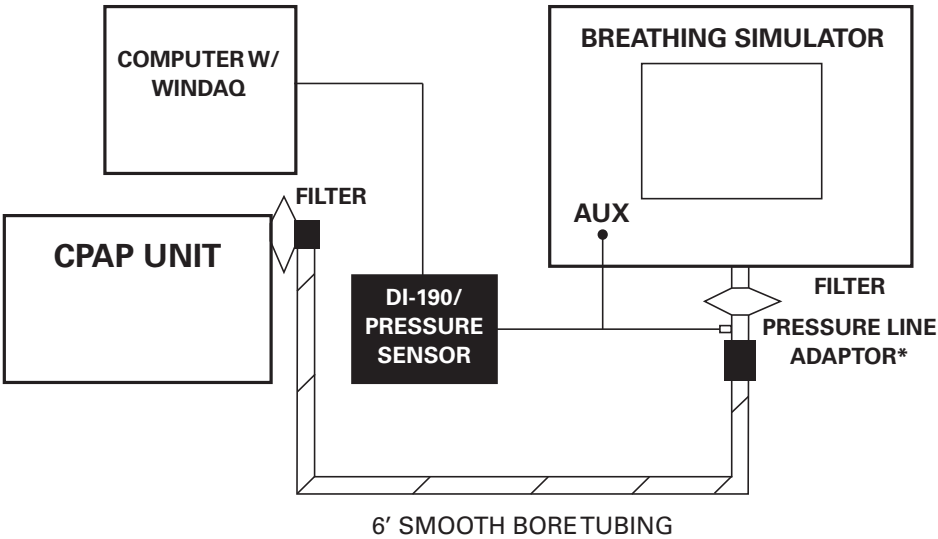 COMPUTER W/
WINDAQ
BREATHING SIMULATOR
FILTER
AUX
CPAP UNIT
DI-190/
PRESSURE
SENSOR
FILTER
PRESSURE LINE
ADAPTOR*
6′ SMOOTH BORE TUBING